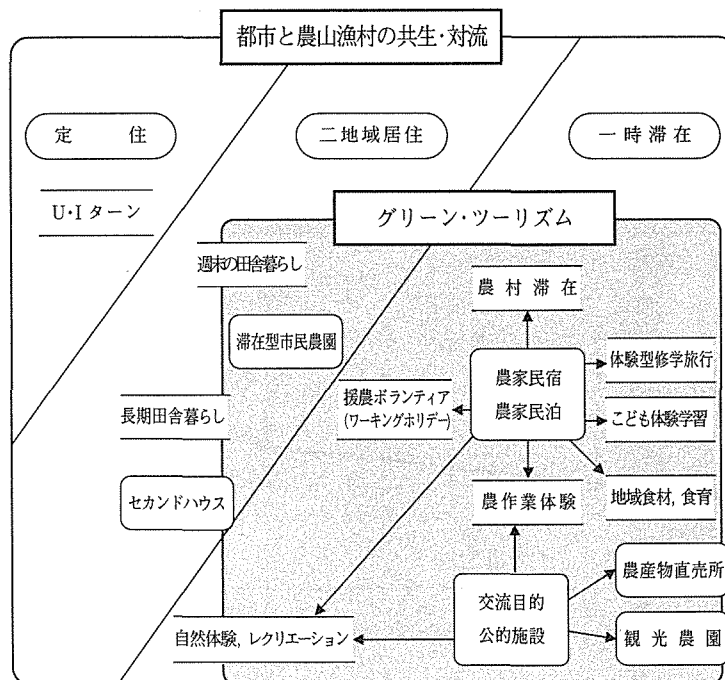 都市と農山漁村の共生・対流
定住
二地域居住
一時滞在
U・Iターン
グリーン・ツーリズム
週末の田舎暮らし
農村滞在
滞在型市民農園
農家民宿
農家民泊
体験型修学旅行
援農ボランティア
(ワーキングホリデー)
こども体験学習
長期田舎暮らし
セカンドハウス
農作業体験
地域食材，食育
交流目的
公的施設
農産物直売所
観光農園
自然体験，レクリエーション